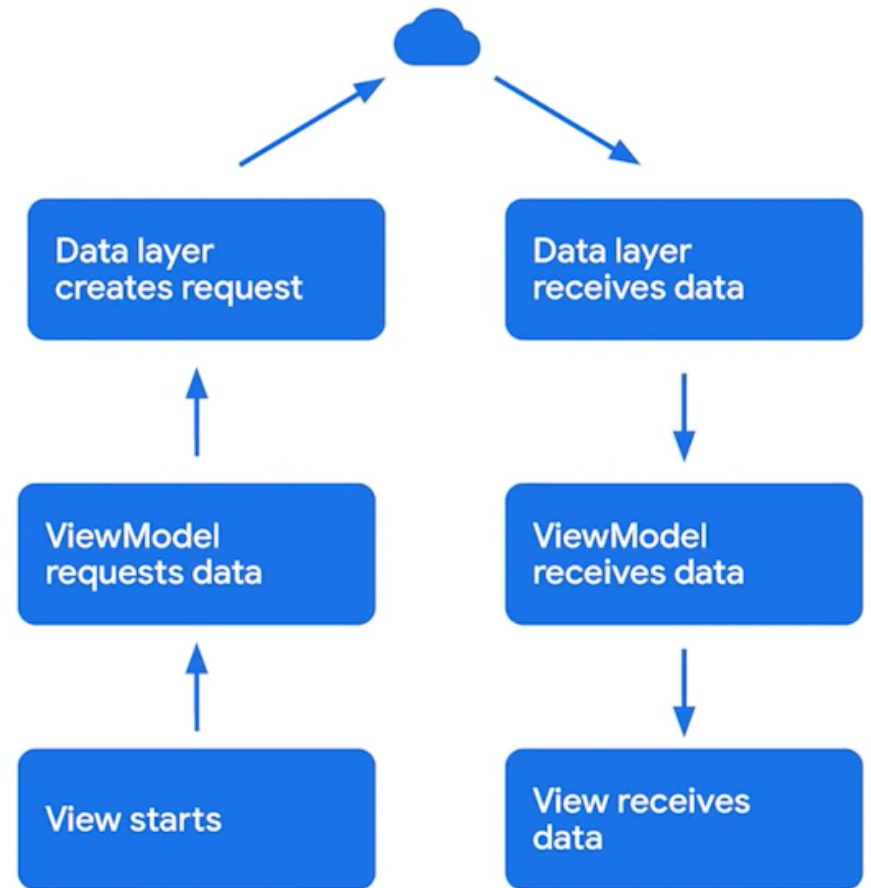 Data layer
creates request
Data layer
receives data
ViewModel
requests data
ViewModel
receives data
View starts
View receives
data